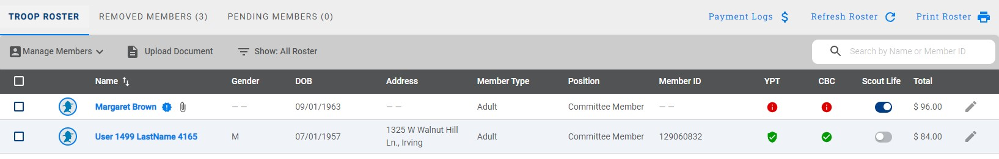 TROOP ROSTER REMOVED MEMBERS (3) PENDING MEMBERS (0) Payment Logs $ Refresh Roster Print Roster
Manage Members Upload Document Show: All Roster Search by Name or Member ID
Name Gender DOB Address Member Type Position Member ID YPT CBC Scout Life Total
Margaret Brown — — 09/01/1963 — — Adult Committee Member — — $ 96.00
User 1499 LastName 4165 M 07/01/1957 1325 W Walnut Hill Adult Committee Member 129060832 $ 84.00
Ln., Irving